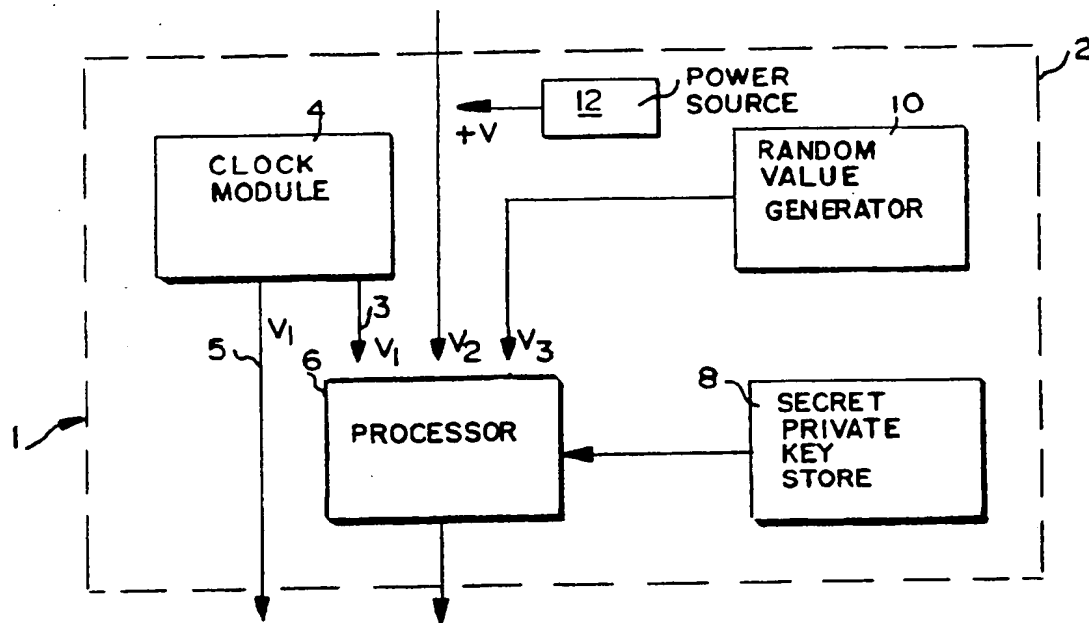 2
POWER
SOURCE
12
+V
4
CLOCK
MODULE
10
RANDOM
VALUE
GENERATOR
3
V1
5
V1
V2
V3
6
PROCESSOR
8
SECRET
PRIVATE
KEY
STORE
1